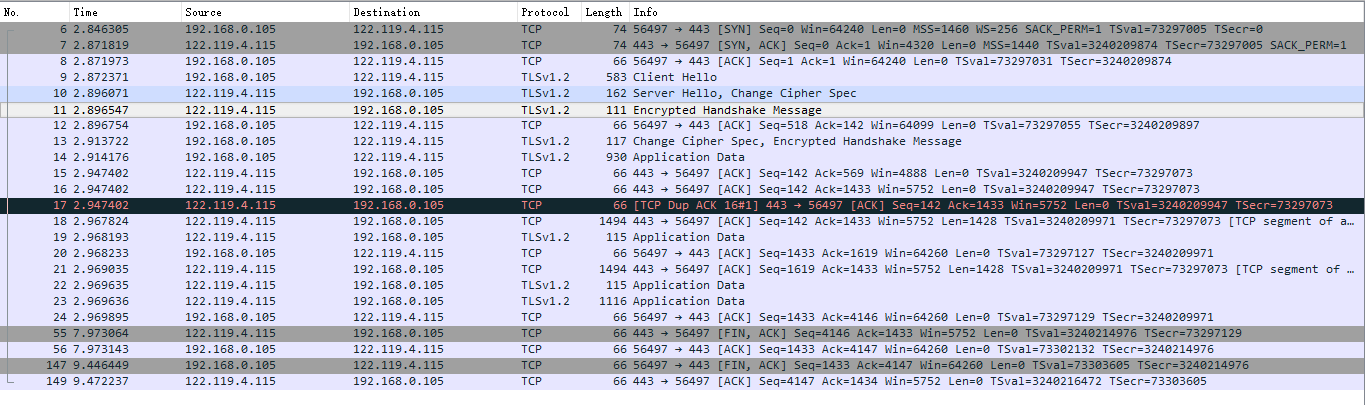 No. Time Source Destination Protocol Length Info
6 2.846305 192.168.0.105 122.119.4.115 TCP 74 56497 → 443 [SYN] Seq=0 Win=64240 Len=0 MSS=1460 WS=256 SACK_PERM=1 TSval=73297005 TSecr=0
7 2.871819 122.119.4.115 192.168.0.105 TCP 74 443 → 56497 [SYN, ACK] Seq=0 Ack=1 Win=4320 Len=0 MSS=1440 TSval=3240209874 TSecr=73297005 SACK_PERM=1
8 2.871973 192.168.0.105 122.119.4.115 TCP 66 56497 → 443 [ACK] Seq=1 Ack=1 Win=64240 Len=0 TSval=73297031 TSecr=3240209874
9 2.872371 192.168.0.105 122.119.4.115 TLSv1.2 583 Client Hello
10 2.896071 122.119.4.115 192.168.0.105 TLSv1.2 162 Server Hello, Change Cipher Spec
11 2.896547 122.119.4.115 192.168.0.105 TLSv1.2 111 Encrypted Handshake Message
12 2.896754 192.168.0.105 122.119.4.115 TCP 66 56497 → 443 [ACK] Seq=518 Ack=142 Win=64099 Len=0 TSval=73297055 TSecr=3240209897
13 2.913722 192.168.0.105 122.119.4.115 TLSv1.2 117 Change Cipher Spec, Encrypted Handshake Message
14 2.914176 192.168.0.105 122.119.4.115 TLSv1.2 930 Application Data
15 2.947402 122.119.4.115 192.168.0.105 TCP 66 443 → 56497 [ACK] Seq=142 Ack=569 Win=4888 Len=0 TSval=3240209947 TSecr=73297073
16 2.947402 122.119.4.115 192.168.0.105 TCP 66 443 → 56497 [ACK] Seq=142 Ack=1433 Win=5752 Len=0 TSval=3240209947 TSecr=73297073
17 2.947402 122.119.4.115 192.168.0.105 TCP 66 [TCP Dup ACK 16#1] 443 → 56497 [ACK] Seq=142 Ack=1433 Win=5752 Len=0 TSval=3240209947 TSecr=73297073
18 2.967824 122.119.4.115 192.168.0.105 TCP 1494 443 → 56497 [ACK] Seq=142 Ack=1433 Win=5752 Len=1428 TSval=3240209971 TSecr=73297073 [TCP segment of a…
19 2.968193 122.119.4.115 192.168.0.105 TLSv1.2 115 Application Data
20 2.968233 192.168.0.105 122.119.4.115 TCP 66 56497 → 443 [ACK] Seq=1433 Ack=1619 Win=64260 Len=0 TSval=73297127 TSecr=3240209971
21 2.969035 122.119.4.115 192.168.0.105 TCP 1494 443 → 56497 [ACK] Seq=1619 Ack=1433 Win=5752 Len=1428 TSval=3240209971 TSecr=73297073 [TCP segment of …
22 2.969635 122.119.4.115 192.168.0.105 TLSv1.2 115 Application Data
23 2.969636 122.119.4.115 192.168.0.105 TLSv1.2 1116 Application Data
24 2.969895 192.168.0.105 122.119.4.115 TCP 66 56497 → 443 [ACK] Seq=1433 Ack=4146 Win=64260 Len=0 TSval=73297129 TSecr=3240209971
55 7.973064 122.119.4.115 192.168.0.105 TCP 66 443 → 56497 [FIN, ACK] Seq=4146 Ack=1433 Win=5752 Len=0 TSval=3240214976 TSecr=73297129
56 7.973143 192.168.0.105 122.119.4.115 TCP 66 56497 → 443 [ACK] Seq=1433 Ack=4147 Win=64260 Len=0 TSval=73302132 TSecr=3240214976
147 9.446449 192.168.0.105 122.119.4.115 TCP 66 56497 → 443 [FIN, ACK] Seq=1433 Ack=4147 Win=64260 Len=0 TSval=73303605 TSecr=3240214976
149 9.472237 122.119.4.115 192.168.0.105 TCP 66 443 → 56497 [ACK] Seq=4147 Ack=1434 Win=5752 Len=0 TSval=3240216472 TSecr=73303605